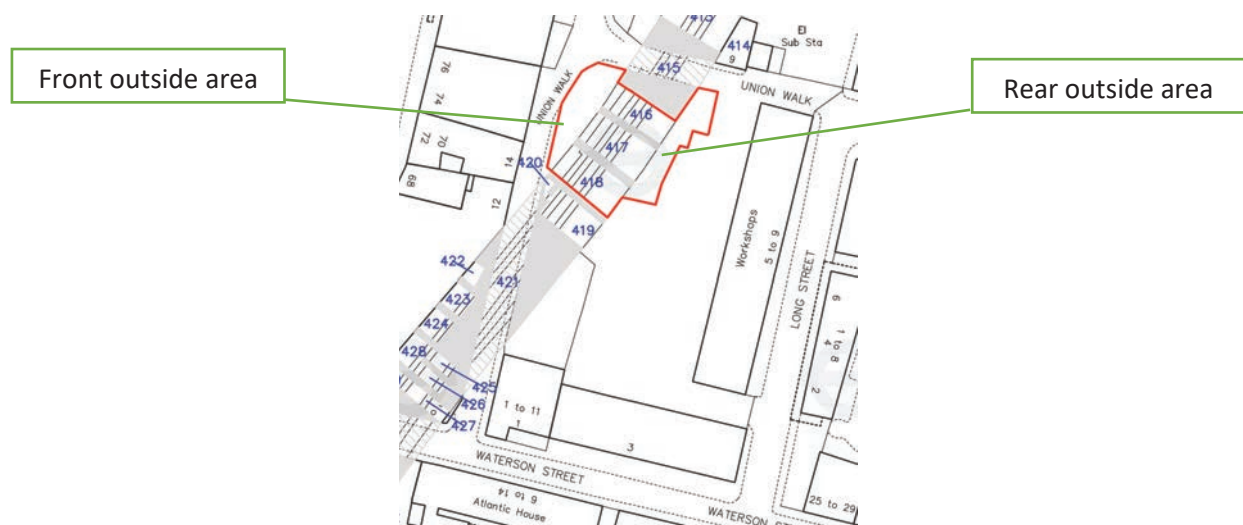 Front outside area
Rear outside area
413
El
Sub Sta
414
9
415
UNION WALK
UNION WALK
76
74
72
70
68
14
12
416
417
418
420
419
422
421
423
424
428
425
426
427
Workshops
5 to 9
LONG STREET
6
1 to 8
4
2
1 to 11
1
3
WATERSON STREET
WATERSON ST
6 to 14
Atlantic House
25 to 29